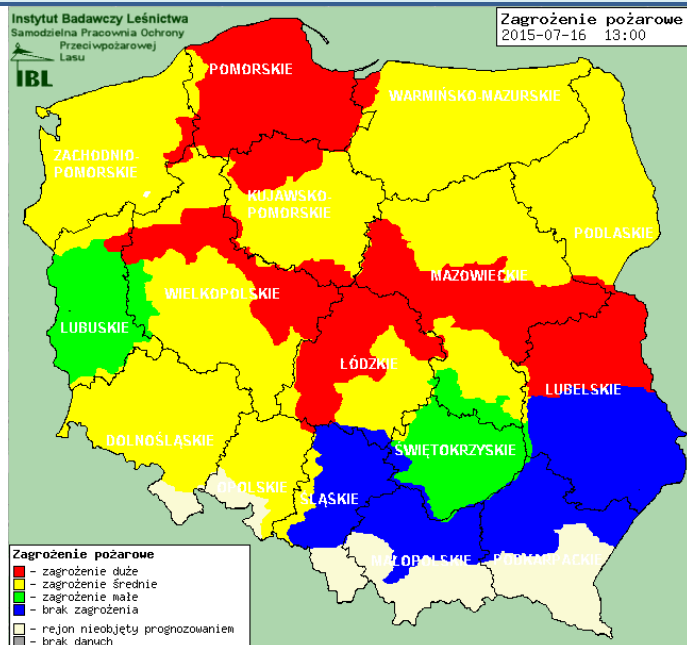 Instytut Badawczy Leśnictwa
Samodzielna Pracownia Ochrony
Przeciwpożarowej
Lasu
IBL
Zagrożenie pożarowe
2015-07-16 13:00
POMORSKIE
WARMINSKO-MAZURSKIE
ZACHODNIO-
POMORSKIE
KUJAWSKO-
POMORSKIE
PODLASKIE
MAZOWIECKIE
WIELKOPOLSKIE
LUBUSKIE
ŁÓDZKIE
LUBELSKIE
DOLNOŚLĄSKIE
ŚWIĘTOKRZYSKIE
OPOLSKIE
ŚLĄSKIE
MAŁOPOLSKIE
PODKARPACKIE
Zagrożenie pożarowe
- zagrożenie duże
- zagrożenie średnie
- zagrożenie małe
- brak zagrożenia
- rejon nieobjęty prognozowaniem
- brak danych